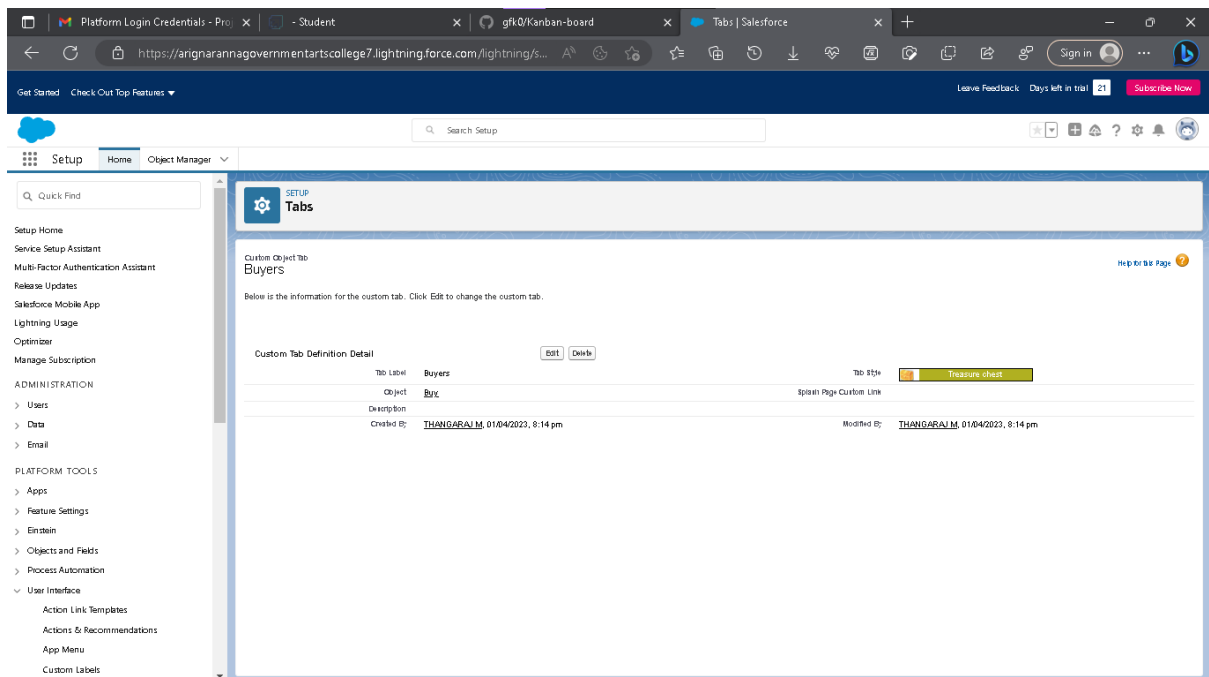 Platform Login Credentials - Proj
- Student
gfk0/Kanban-board
Tabs | Salesforce
https://arignarannagovernmentartscollege7.lightning.force.com/lightning/s...
Sign in
Get Started Check Out Top Features
Leave Feedback Days left in trial 21 Subscribe Now
Search Setup
Setup Home Object Manager
Quick Find
Setup Home
Service Setup Assistant
Multi-Factor Authentication Assistant
Release Updates
Salesforce Mobile App
Lightning Usage
Optimizer
Manage Subscription
ADMINISTRATION
Users
Data
Email
PLATFORM TOOLS
Apps
Feature Settings
Einstein
Objects and Fields
Process Automation
User Interface
Action Link Templates
Actions & Recommendations
App Menu
Custom Labels
SETUP
Tabs
Custom Object Tab
Buyers
Help for this Page
Below is the information for the custom tab. Click Edit to change the custom tab.
Custom Tab Definition Detail Edit Delete
Tab Label Buyers Tab Style Treasure chest
Object Buy Splash Page Custom Link
Description
Created By THANGARAJ M, 01/04/2023, 8:14 pm Modified By THANGARAJ M, 01/04/2023, 8:14 pm